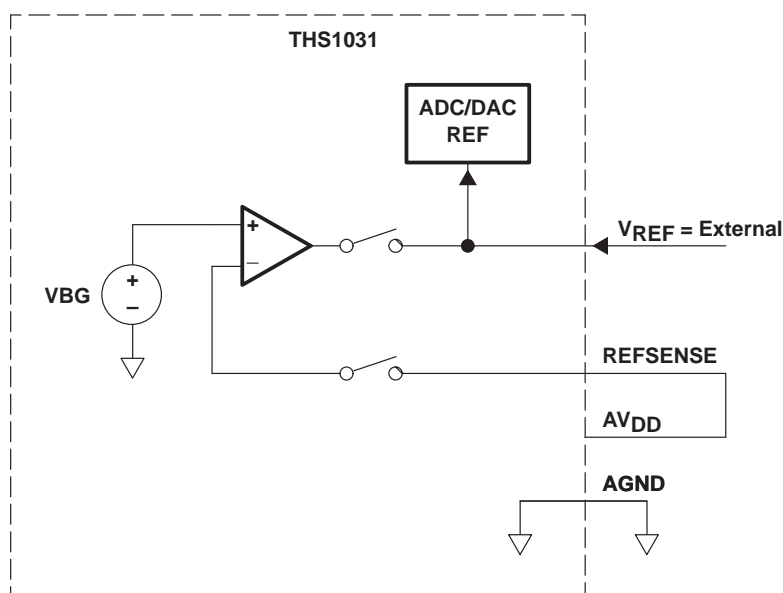 THS1031
ADC/DAC
REF
+
−
VREF = External
VBG
+
−
REFSENSE
AVDD
AGND